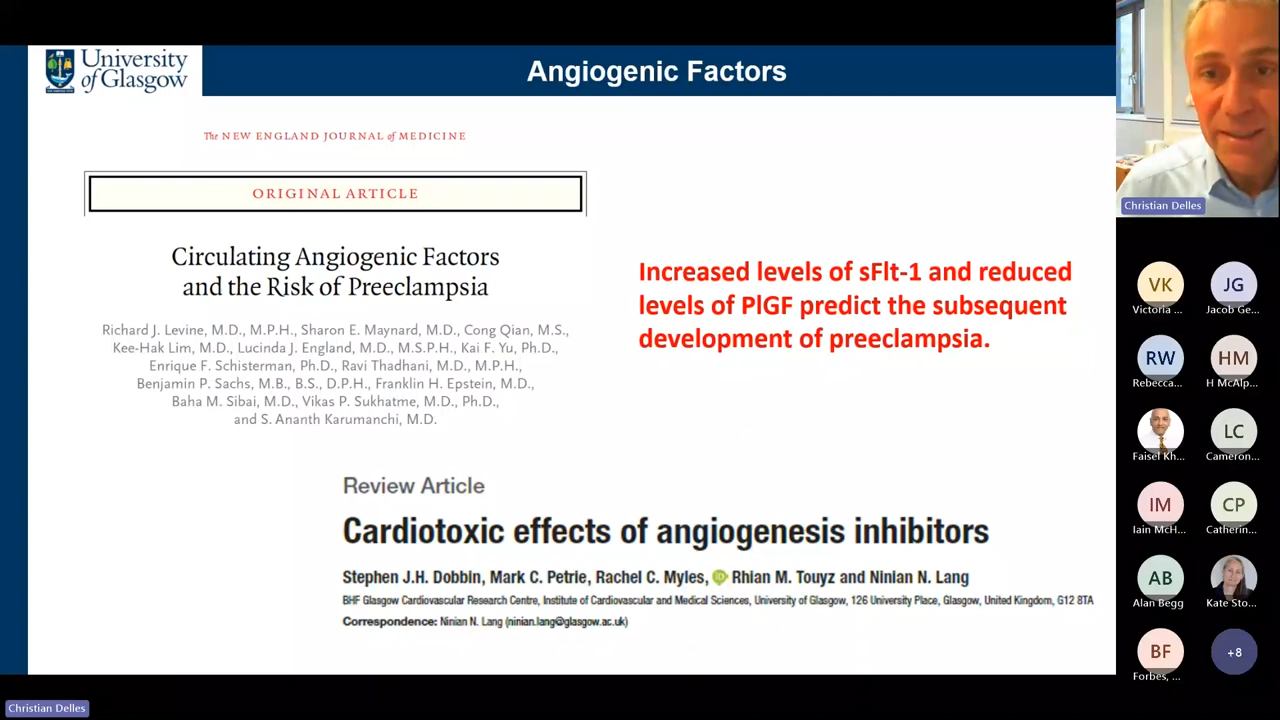 University
of Glasgow
Angiogenic Factors
The NEW ENGLAND JOURNAL of MEDICINE
ORIGINAL ARTICLE
Circulating Angiogenic Factors
and the Risk of Preeclampsia
Richard J. Levine, M.D., M.P.H., Sharon E. Maynard, M.D., Cong Qian, M.S.,
Kee-Hak Lim, M.D., Lucinda J. England, M.D., M.S.P.H., Kai F. Yu, Ph.D.,
Enrique F. Schisterman, Ph.D., Ravi Thadhani, M.D., M.P.H.,
Benjamin P. Sachs, M.B., B.S., D.P.H., Franklin H. Epstein, M.D.,
Baha M. Sibai, M.D., Vikas P. Sukhatme, M.D., Ph.D.,
and S. Ananth Karumanchi, M.D.
Increased levels of sFlt-1 and reduced
levels of PlGF predict the subsequent
development of preeclampsia.
Review Article
Cardiotoxic effects of angiogenesis inhibitors
Stephen J.H. Dobbin, Mark C. Petrie, Rachel C. Myles, iD Rhian M. Touyz and Ninian N. Lang
BHF Glasgow Cardiovascular Research Centre, Institute of Cardiovascular and Medical Sciences, University of Glasgow, 126 University Place, Glasgow, United Kingdom, G12 8TA
Correspondence: Ninian N. Lang (ninian.lang@glasgow.ac.uk)
Christian Delles
VK
Victoria ...
JG
Jacob Ge...
RW
Rebecca...
HM
H McAlp...
Faisel Kh...
LC
Cameron...
IM
Iain McH...
CP
Catherin...
AB
Alan Begg
Kate Sto...
BF
Forbes, ...
+8
Christian Delles